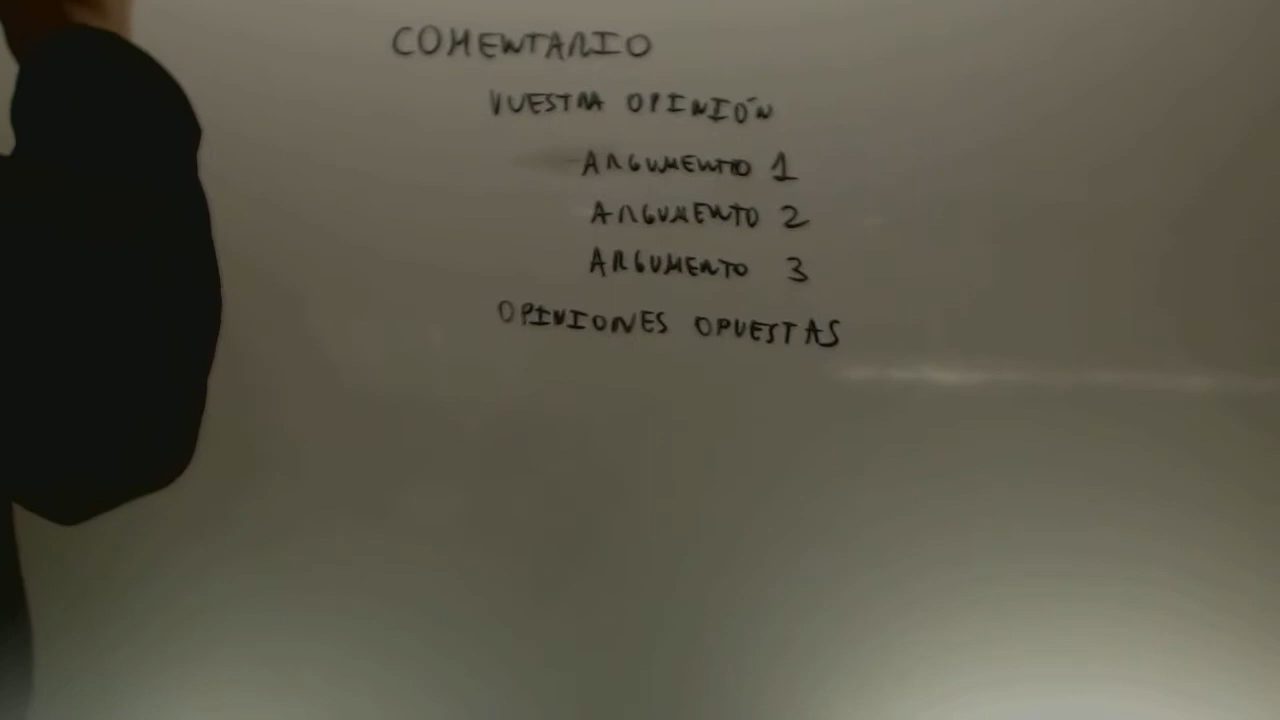 COMENTARIO
VUESTRA OPINIÓN
ARGUMENTO 1
ARGUMENTO 2
ARGUMENTO 3
OPINIONES OPUESTAS